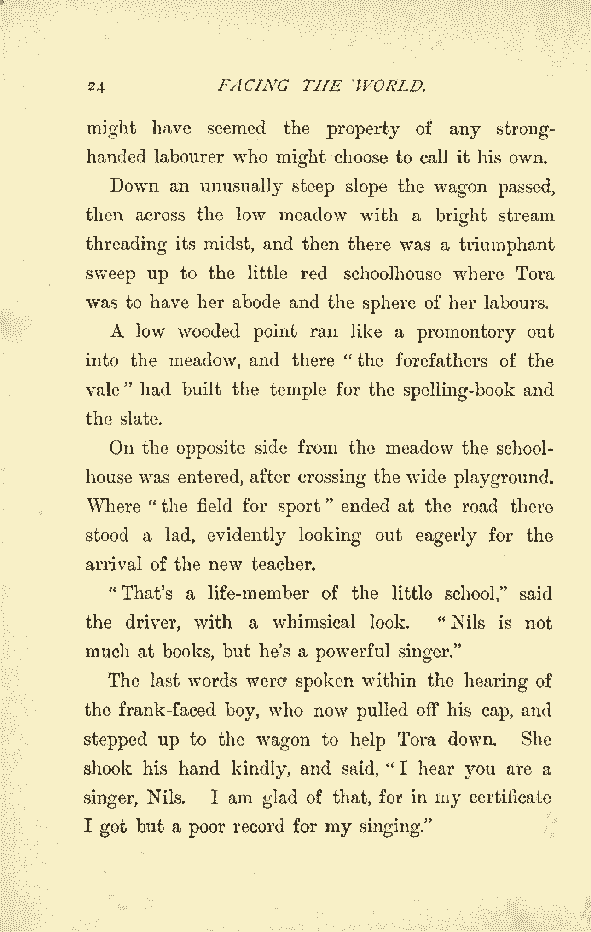 24 FACING THE WORLD.
might have seemed the property of any strong-
handed labourer who might choose to call it his own.
Down an unusually steep slope the wagon passed,
then across the low meadow with a bright stream
threading its midst, and then there was a triumphant
sweep up to the little red schoolhouse where Tora
was to have her abode and the sphere of her labours.
A low wooded point ran like a promontory out
into the meadow, and there “the forefathers of the
vale” had built the temple for the spelling-book and
the slate.
On the opposite side from the meadow the school-
house was entered, after crossing the wide playground.
Where “the field for sport” ended at the road there
stood a lad, evidently looking out eagerly for the
arrival of the new teacher.
“That’s a life-member of the little school,” said
the driver, with a whimsical look. “Nils is not
much at books, but he’s a powerful singer.”
The last words were spoken within the hearing of
the frank-faced boy, who now pulled off his cap, and
stepped up to the wagon to help Tora down. She
shook his hand kindly, and said, “I hear you are a
singer, Nils. I am glad of that, for in my certificate
I got but a poor record for my singing.”